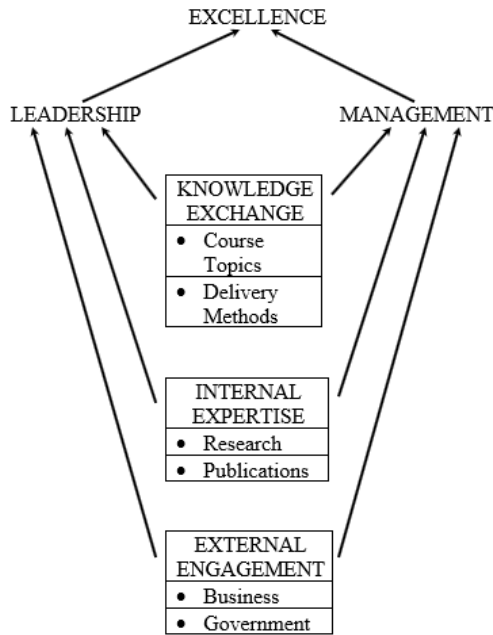 EXCELLENCE
LEADERSHIP
MANAGEMENT
KNOWLEDGE
EXCHANGE
• Course
Topics
• Delivery
Methods
INTERNAL
EXPERTISE
• Research
• Publications
EXTERNAL
ENGAGEMENT
• Business
• Government